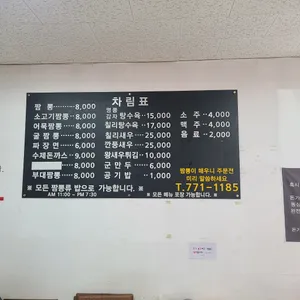 차림표
짬 뽕 ······ 8,000
소고기짬뽕 ···· 8,000
어묵짬뽕 ···· 8,000
굴 짬 뽕 ···· 8,000
짜 장 면 ···· 6,000
수제돈까스 ·· 9,000
8,000
부대짬뽕 ···· 8,000
짬뽕
감자 탕수육 ·· 15,000
칠리탕수육 ·· 17,000
칠리새우 ···· 25,000
깐풍새우 ···· 25,000
왕새우튀김 ·· 10,000
군 만 두 ···· 6,000
공 기 밥 ···· 1,000
소 주 ·· 4,000
맥 주 ·· 4,000
음 료 ·· 2,000
※ 모든 짬뽕류 밥으로 가능합니다. ※
AM 11:00 ~ PM 7:30
짬뽕이 매우니 주문전
미리 말씀하세요
T.771-1185
※ 모든 메뉴 포장 가능합니다. ※